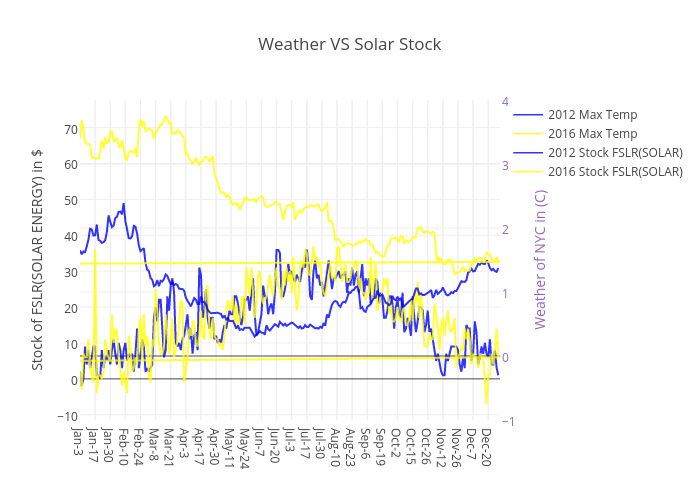 Weather VS Solar Stock
Stock of FSLR(SOLAR ENERGY) in $
70
60
50
40
30
20
10
0
−10
4
3
2
1
0
−1
Weather of NYC in (C)
2012 Max Temp
2016 Max Temp
2012 Stock FSLR(SOLAR)
2016 Stock FSLR(SOLAR)
Jan-3
Jan-17
Jan-30
Feb-10
Feb-24
Mar-8
Mar-21
Apr-3
Apr-17
Apr-30
May-11
May-24
Jun-7
Jun-20
Jul-3
Jul-17
Jul-30
Aug-10
Aug-23
Sep-6
Sep-19
Oct-2
Oct-15
Oct-26
Nov-12
Nov-26
Dec-7
Dec-20